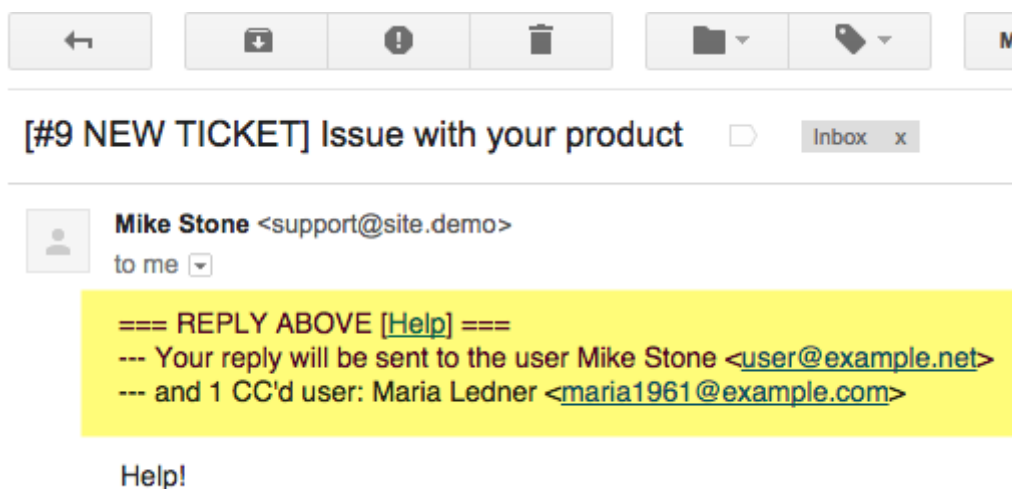 [#9 NEW TICKET] Issue with your product Inbox x
Mike Stone <support@site.demo>
to me
=== REPLY ABOVE [Help] ===
--- Your reply will be sent to the user Mike Stone <user@example.net>
--- and 1 CC'd user: Maria Ledner <maria1961@example.com>
Help!